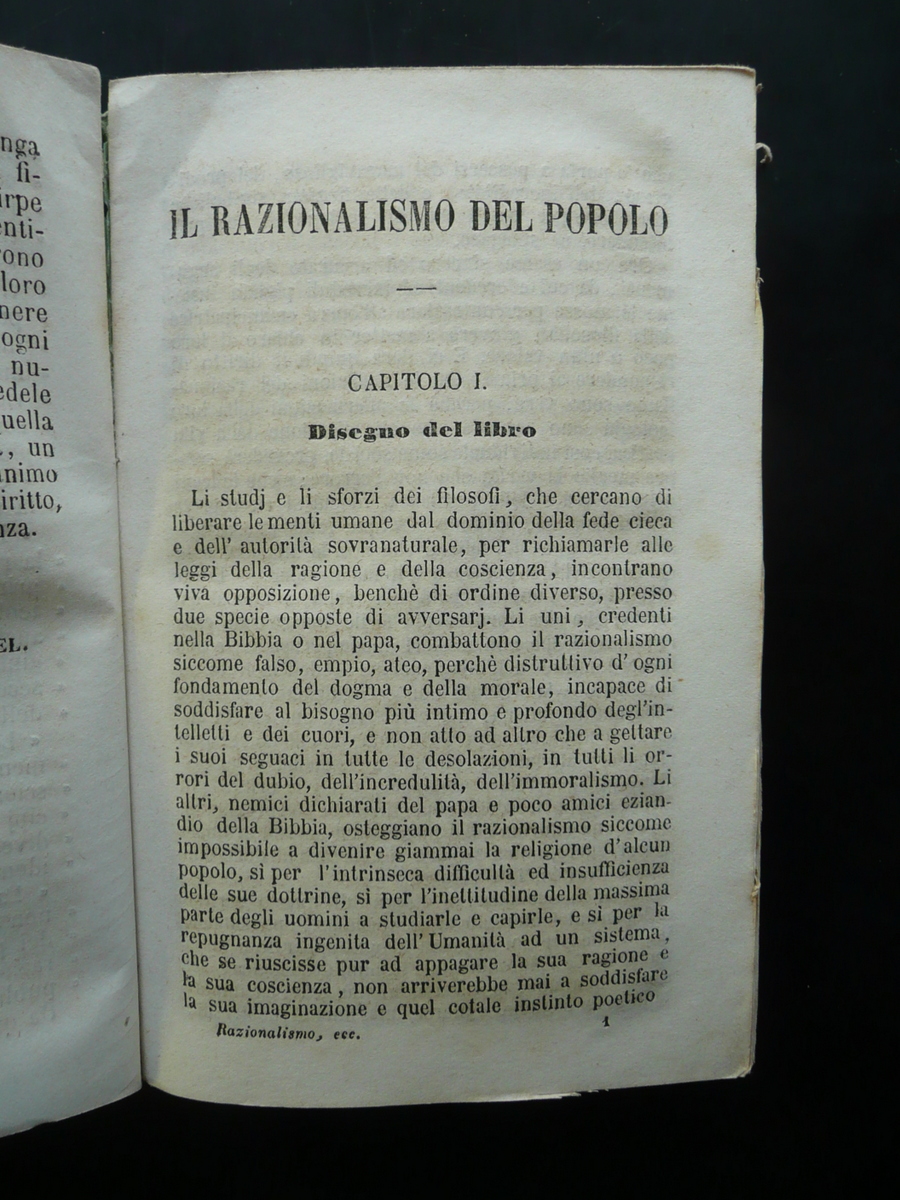 nga
fi-
irpe
enti-
rono
loro
nere
ogni
nu-
edele
uella
, un
animo
iritto,
nza.
EL.
IL RAZIONALISMO DEL POPOLO
CAPITOLO I.
Disegno del libro
Li studj e li sforzi dei filosofi, che cercano di
liberare le menti umane dal dominio della fede cieca
e dell' autorità sovranaturale, per richiamarle alle
leggi della ragione e della coscienza, incontrano
viva opposizione, benchè di ordine diverso, presso
due specie opposte di avversarj. Li uni, credenti
nella Bibbia o nel papa, combattono il razionalismo
siccome falso, empio, ateo, perchè distruttivo d'ogni
fondamento del dogma e della morale, incapace di
soddisfare al bisogno più intimo e profondo degl'in-
telletti e dei cuori, e non atto ad altro che a gettare
i suoi seguaci in tutte le desolazioni, in tutti li or-
rori del dubio, dell'incredulità, dell'immoralismo. Li
altri, nemici dichiarati del papa e poco amici ezian-
dio della Bibbia, osteggiano il razionalismo siccome
impossibile a divenire giammai la religione d'alcun
popolo, sì per l'intrinseca difficultà ed insufficienza
delle sue dottrine, sì per l'inettitudine della massima
parte degli uomini a studiarle e capirle, e sì per la
repugnanza ingenita dell'Umanità ad un sistema,
che se riuscisse pur ad appagare la sua ragione e
la sua coscienza, non arriverebbe mai a soddisfare
la sua imaginazione e quel cotale instinto poetico
Razionalismo, ecc. 1